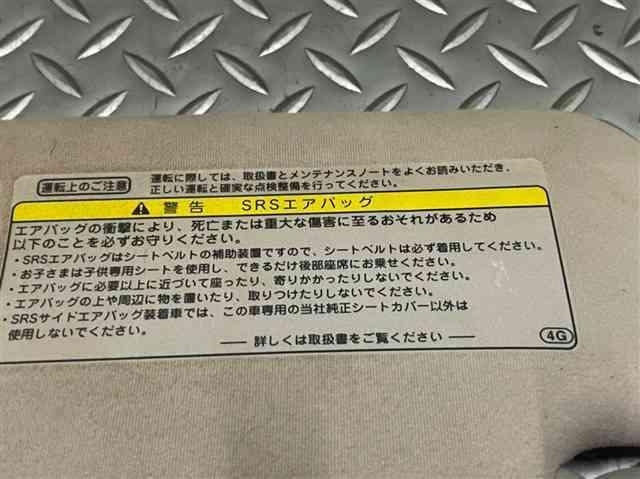 運転上のご注意
運転に際しては、取扱書とメンテナンスノートをよくお読みいただき、
正しい運転と確実な点検整備を行ってください。
警告 SRSエアバッグ
エアバッグの衝撃により、死亡または重大な傷害に至るおそれがあるため
以下のことを必ずお守りください。
・SRSエアバッグはシートベルトの補助装置ですので、シートベルトは必ず着用してください。
・お子さまは子供専用シートを使用し、できるだけ後部座席にお乗せください。
・エアバッグに必要以上に近づいて座ったり、寄りかかったりしないでください。
・エアバッグの上や周辺に物を置いたり、取りつけたりしないでください。
・SRSサイドエアバッグ装着車では、この車専用の当社純正シートカバー以外は
使用しないでください。
── 詳しくは取扱書をご覧ください ──
4G